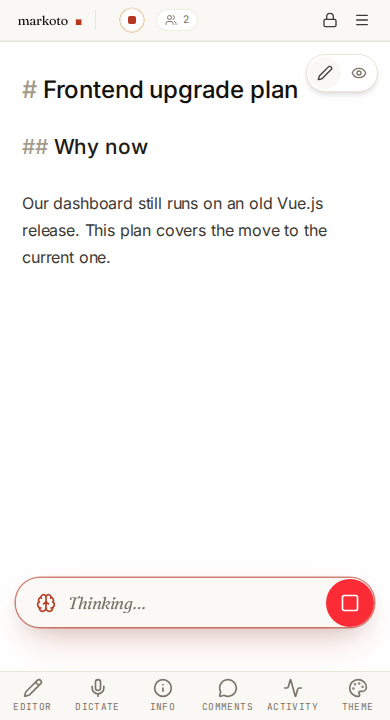 markoto
2
# Frontend upgrade plan
## Why now
Our dashboard still runs on an old Vue.js
release. This plan covers the move to the
current one.
Thinking...
EDITOR DICTATE INFO COMMENTS ACTIVITY THEME